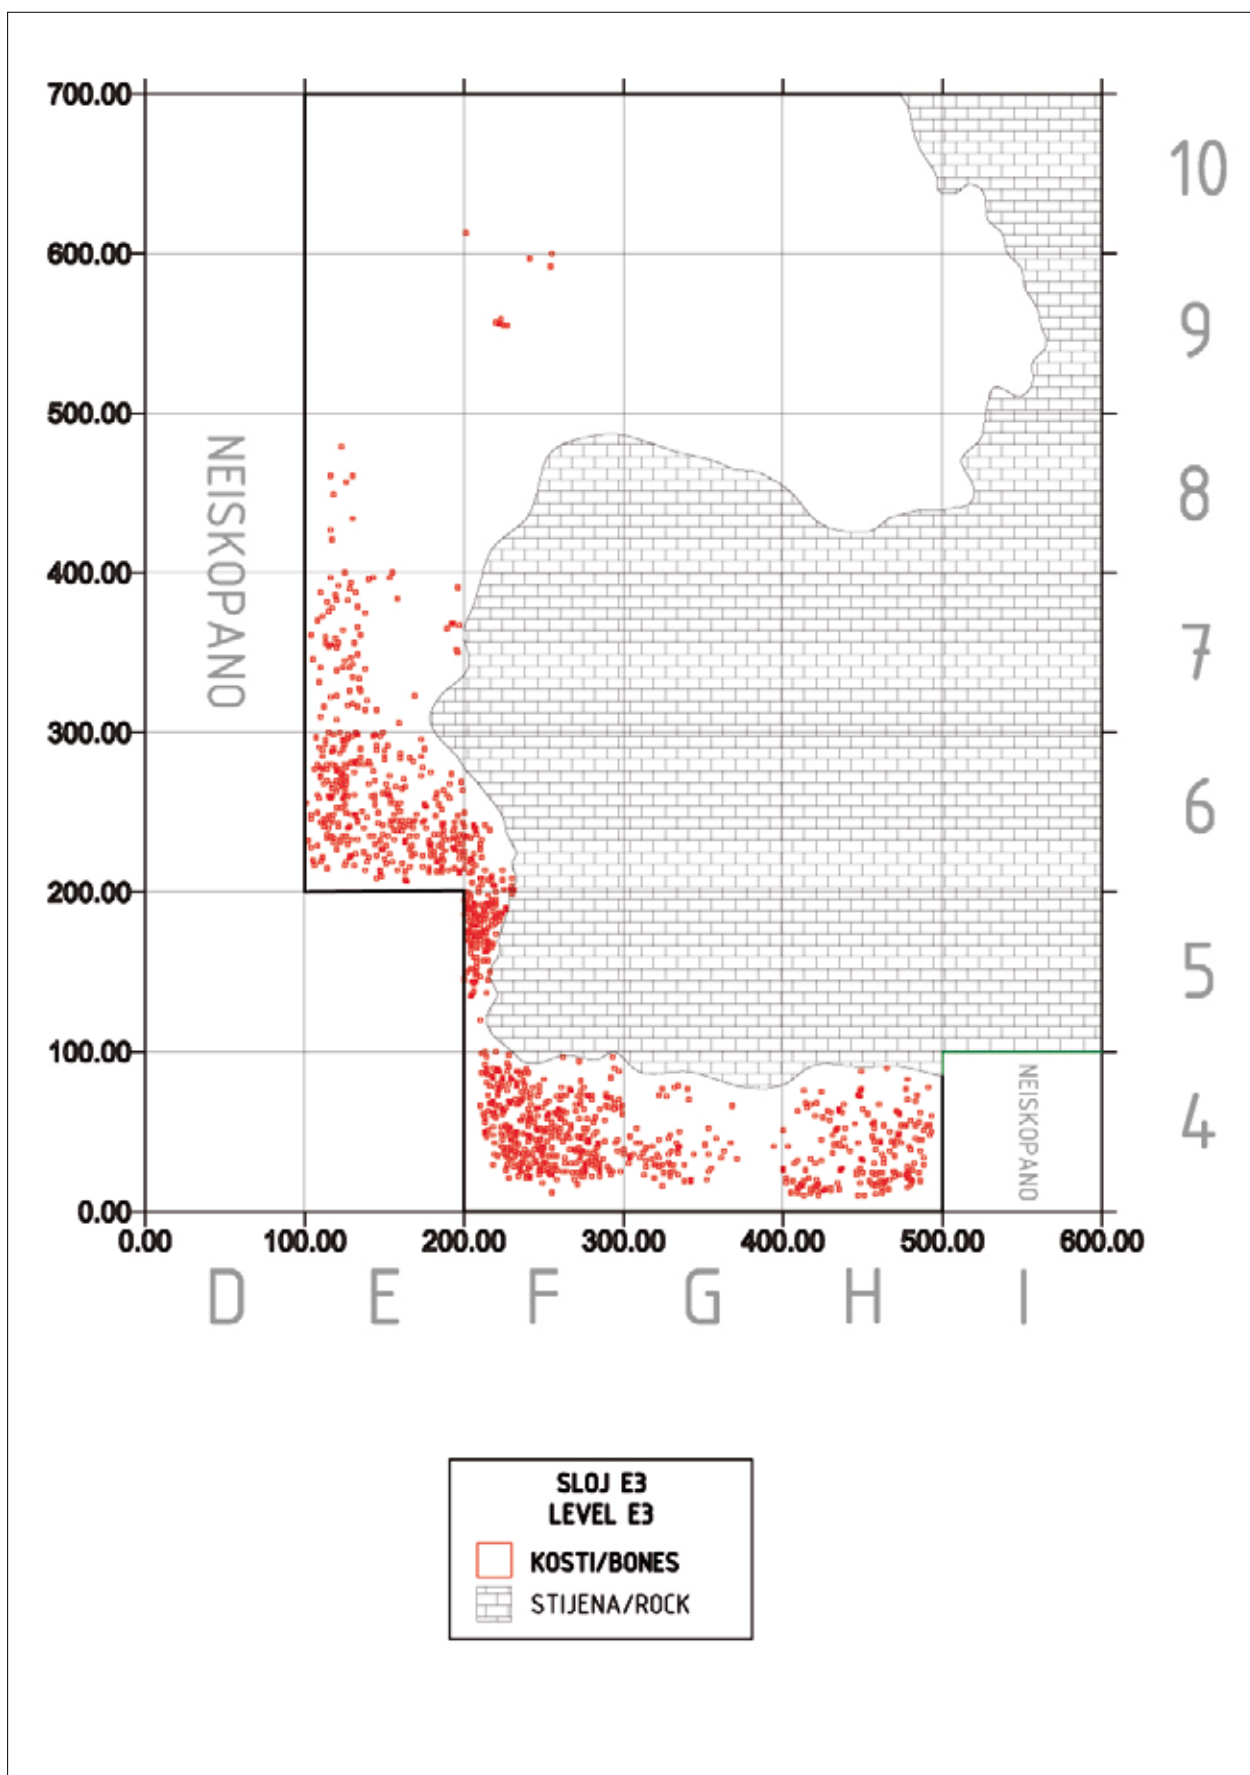 700.00
600.00
500.00
400.00
300.00
200.00
100.00
0.00
10
9
8
7
6
5
4
NEISKOPANO
NEISKOPANO
0.00 100.00 200.00 300.00 400.00 500.00 600.00
D E F G H I
SLOJ E3
LEVEL E3
KOSTI/BONES
STIJENA/ROCK